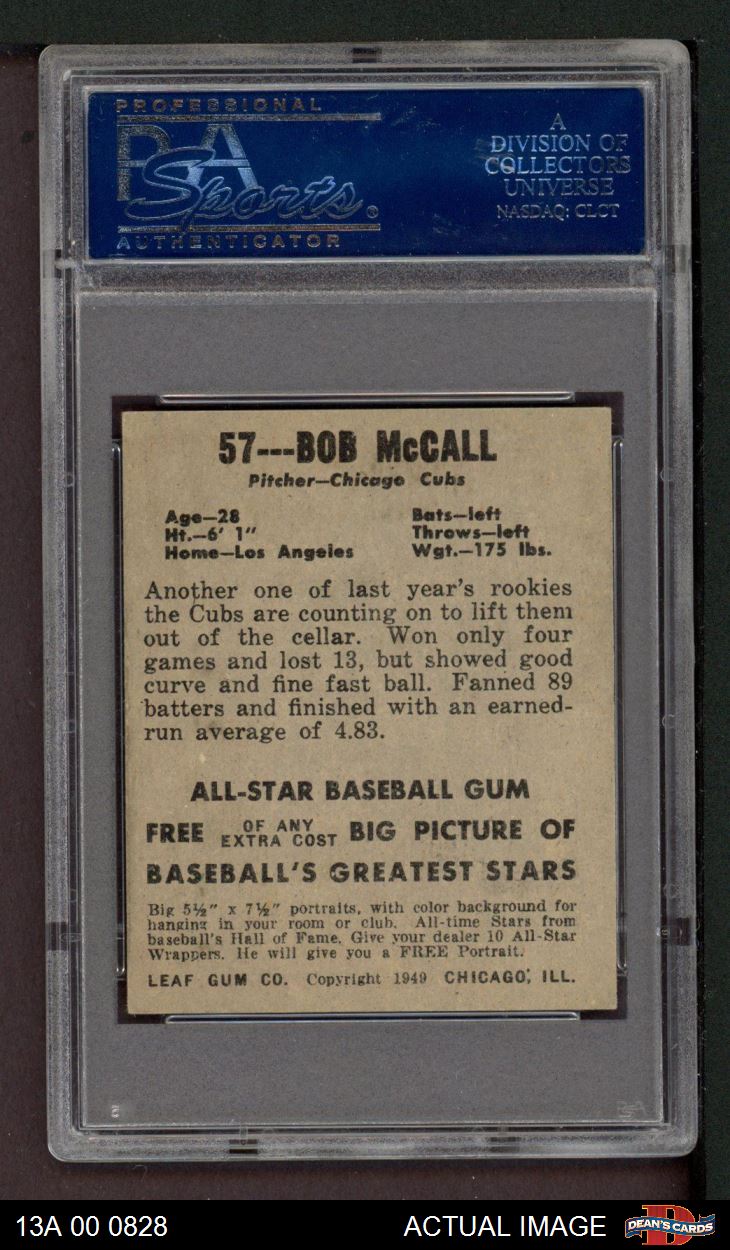 PROFESSIONAL
PSA
Sports®
AUTHENTICATOR
A
DIVISION OF
COLLECTORS
UNIVERSE
NASDAQ: CLCT
57---BOB McCALL
Pitcher—Chicago Cubs
Age—28
Ht.—6' 1"
Home—Los Angeles
Bats—left
Throws—left
Wgt.—175 lbs.
Another one of last year's rookies
the Cubs are counting on to lift them
out of the cellar. Won only four
games and lost 13, but showed good
curve and fine fast ball. Fanned 89
batters and finished with an earned-
run average of 4.83.
ALL-STAR BASEBALL GUM
FREE OF ANY EXTRA COST BIG PICTURE OF
BASEBALL'S GREATEST STARS
Big 5½" x 7½" portraits, with color background for
hanging in your room or club. All-time Stars from
baseball's Hall of Fame. Give your dealer 10 All-Star
Wrappers. He will give you a FREE Portrait.
LEAF GUM CO. Copyright 1949 CHICAGO, ILL.
13A 00 0828
ACTUAL IMAGE
DEAN'S CARDS